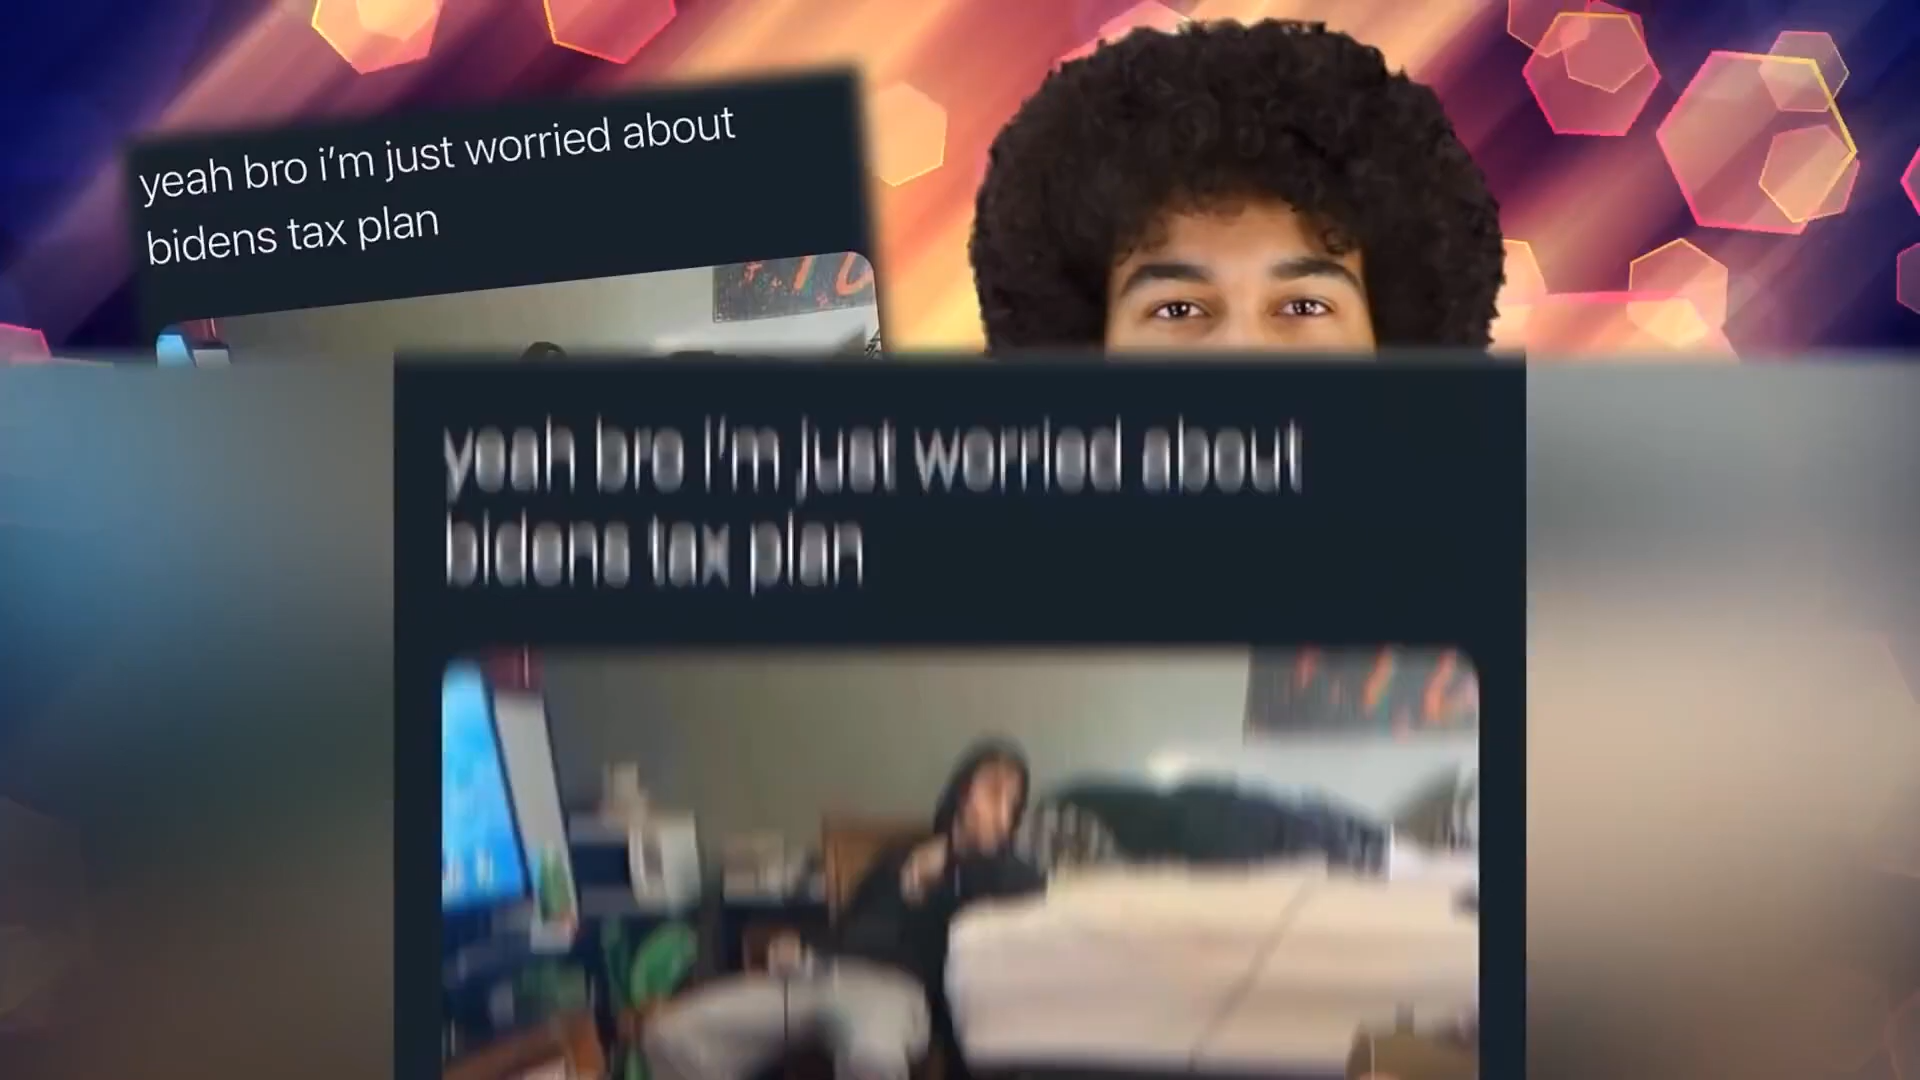 yeah bro i'm just worried about
bidens tax plan
yeah bro i'm just worried about
bidens tax plan